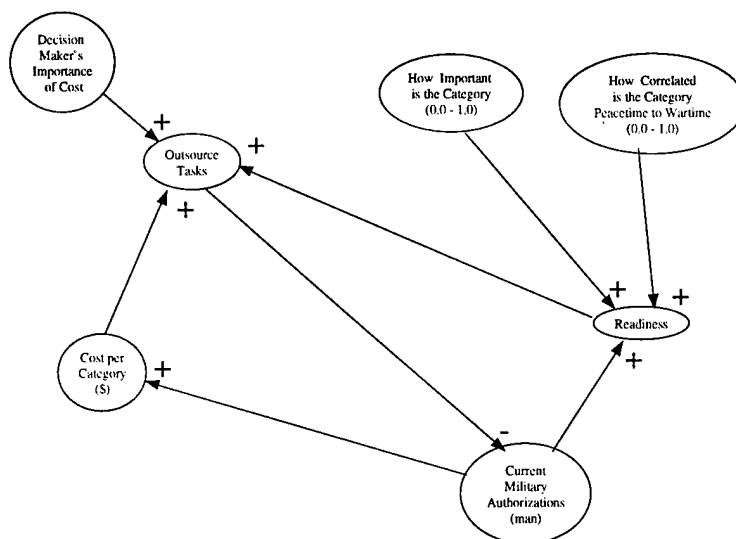 Decision
Maker's
Importance
of Cost
+
Outsource
Tasks
+
+
How Important
is the Category
(0.0 - 1.0)
How Correlated
is the Category
Peacetime to Wartime
(0.0 - 1.0)
+
+
Readiness
+
Cost per
Category
($)
+
-
Current
Military
Authorizations
(man)